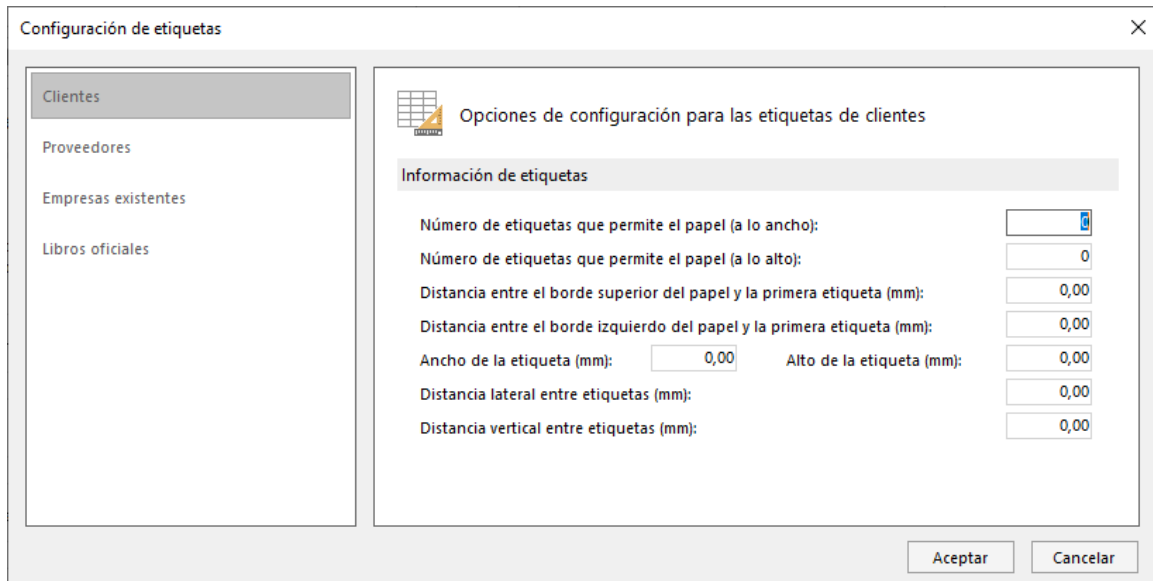 Configuración de etiquetas
Clientes
Proveedores
Empresas existentes
Libros oficiales
Opciones de configuración para las etiquetas de clientes
Información de etiquetas
Número de etiquetas que permite el papel (a lo ancho): 0
Número de etiquetas que permite el papel (a lo alto): 0
Distancia entre el borde superior del papel y la primera etiqueta (mm): 0,00
Distancia entre el borde izquierdo del papel y la primera etiqueta (mm): 0,00
Ancho de la etiqueta (mm): 0,00 Alto de la etiqueta (mm): 0,00
Distancia lateral entre etiquetas (mm): 0,00
Distancia vertical entre etiquetas (mm): 0,00
Aceptar Cancelar